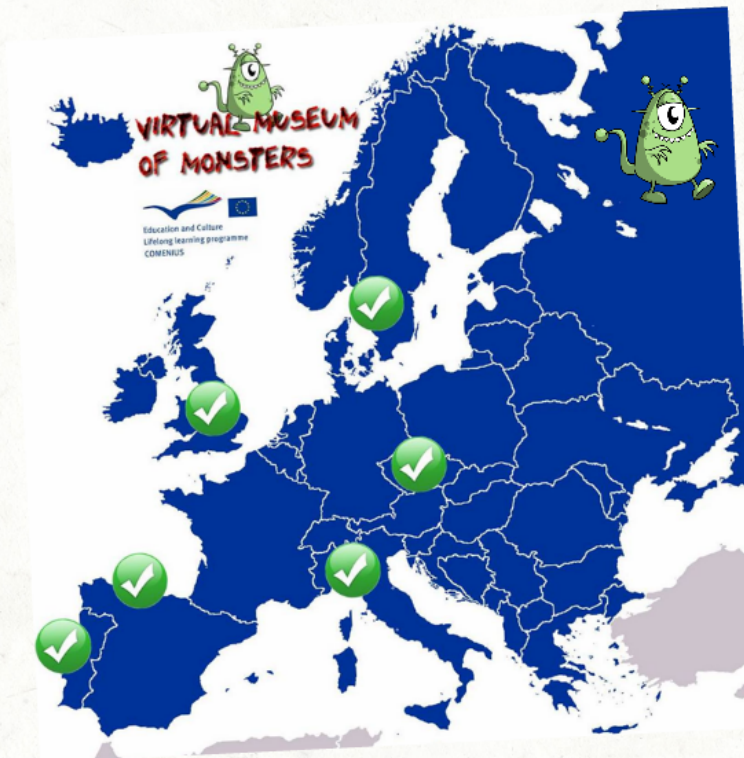 VIRTUAL MUSEUM
OF MONSTERS
Education and Culture
Lifelong learning programme
COMENIUS